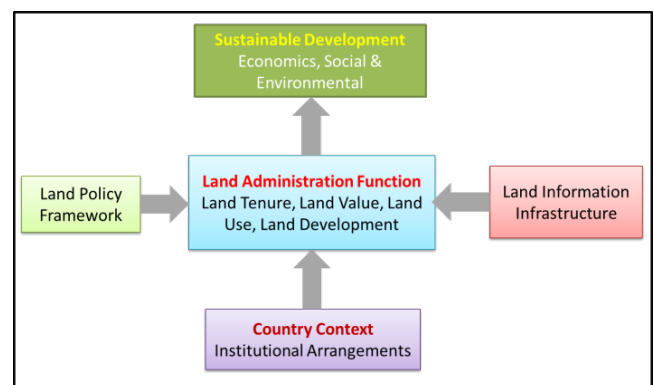 Sustainable Development
Economics, Social &
Environmental
Land Policy
Framework
Land Administration Function
Land Tenure, Land Value, Land
Use, Land Development
Land Information
Infrastructure
Country Context
Institutional Arrangements